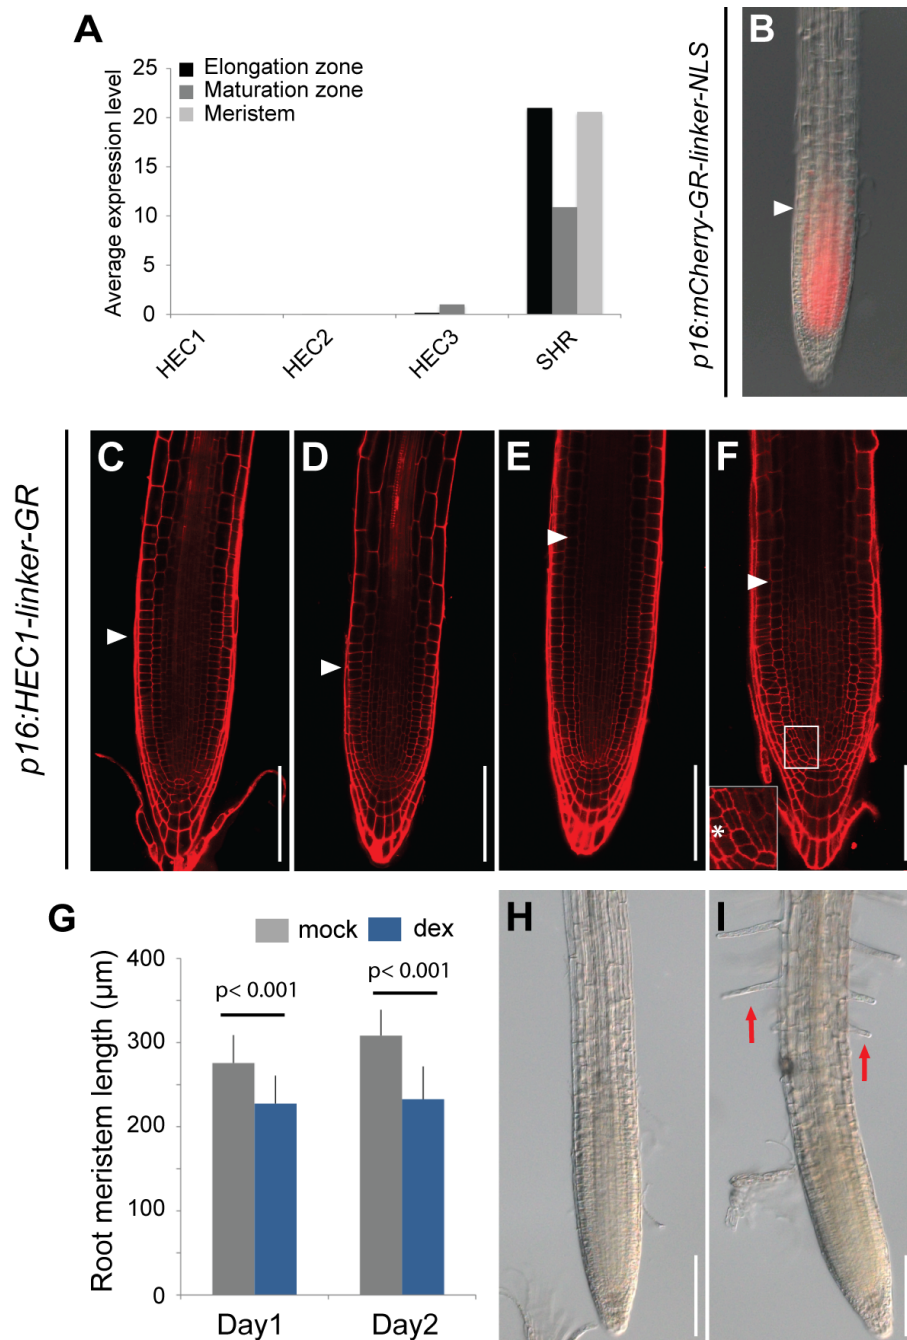 A
Average expression level
25
20
15
10
5
0
Elongation zone
Maturation zone
Meristem
HEC1
HEC2
HEC3
SHR
p16:mCherry-GR-linker-NLS
B
p16:HEC1-linker-GR
C
D
E
F
*
G
mock
dex
Root meristem length (µm)
400
300
200
100
0
p< 0.001
p< 0.001
Day1
Day2
H
I